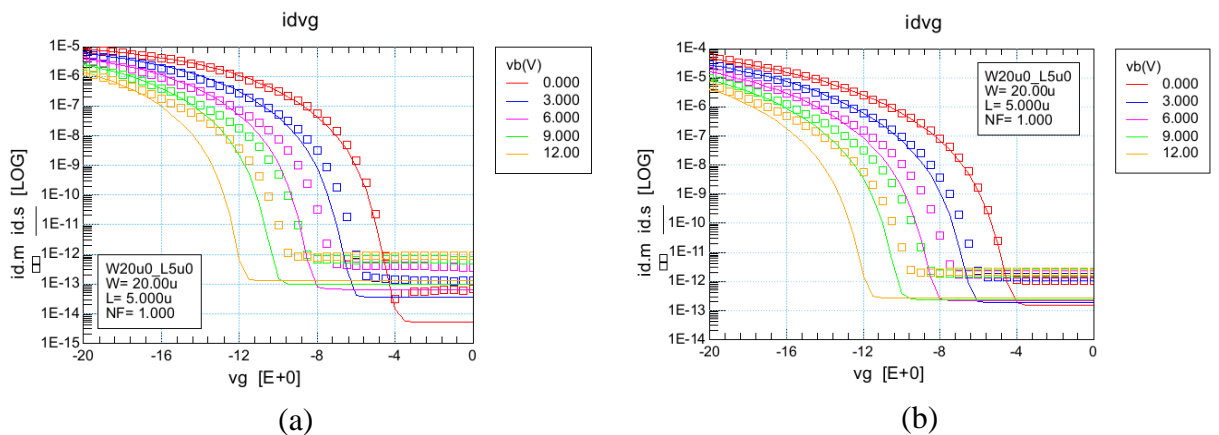 idvg
1E-5
1E-6
1E-7
1E-8
1E-9
1E-10
1E-11
1E-12
1E-13
1E-14
1E-15
id.m id.s [LOG]
W20u0_L5u0
W= 20.00u
L= 5.000u
NF= 1.000
-20 -16 -12 -8 -4 0
vg [E+0]
vb(V)
0.000
3.000
6.000
9.000
12.00
(a)
idvg
1E-4
1E-5
1E-6
1E-7
1E-8
1E-9
1E-10
1E-11
1E-12
1E-13
1E-14
id.m id.s [LOG]
W20u0_L5u0
W= 20.00u
L= 5.000u
NF= 1.000
-20 -16 -12 -8 -4 0
vg [E+0]
vb(V)
0.000
3.000
6.000
9.000
12.00
(b)